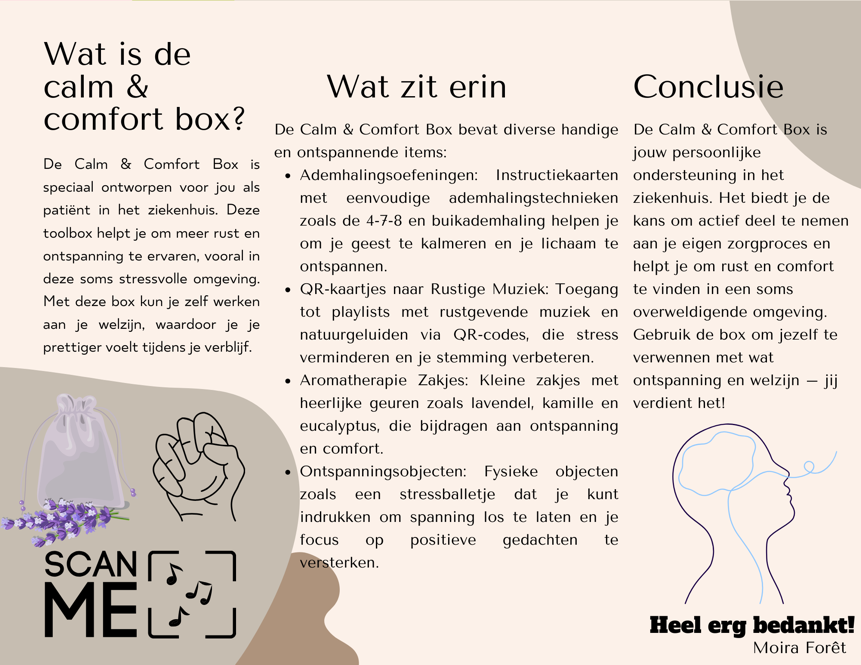 Wat is de
calm &
comfort box?
De Calm & Comfort Box is
speciaal ontworpen voor jou als
patiënt in het ziekenhuis. Deze
toolbox helpt je om meer rust en
ontspanning te ervaren, vooral in
deze soms stressvolle omgeving.
Met deze box kun je zelf werken
aan je welzijn, waardoor je je
prettiger voelt tijdens je verblijf.
SCAN
ME
Wat zit erin
De Calm & Comfort Box bevat diverse handige
en ontspannende items:
• Ademhalingsoefeningen: Instructiekaarten
met eenvoudige ademhalingstechnieken
zoals de 4-7-8 en buikademhaling helpen je
om je geest te kalmeren en je lichaam te
ontspannen.
• QR-kaartjes naar Rustige Muziek: Toegang
tot playlists met rustgevende muziek en
natuurgeluiden via QR-codes, die stress
verminderen en je stemming verbeteren.
• Aromatherapie Zakjes: Kleine zakjes met
heerlijke geuren zoals lavendel, kamille en
eucalyptus, die bijdragen aan ontspanning
en comfort.
• Ontspanningsobjecten: Fysieke objecten
zoals een stressballetje dat je kunt
indrukken om spanning los te laten en je
focus op positieve gedachten te
versterken.
Conclusie
De Calm & Comfort Box is
jouw persoonlijke
ondersteuning in het
ziekenhuis. Het biedt je de
kans om actief deel te nemen
aan je eigen zorgproces en
helpt je om rust en comfort
te vinden in een soms
overweldigende omgeving.
Gebruik de box om jezelf te
verwennen met wat
ontspanning en welzijn – jij
verdient het!
Heel erg bedankt!
Moira Forêt